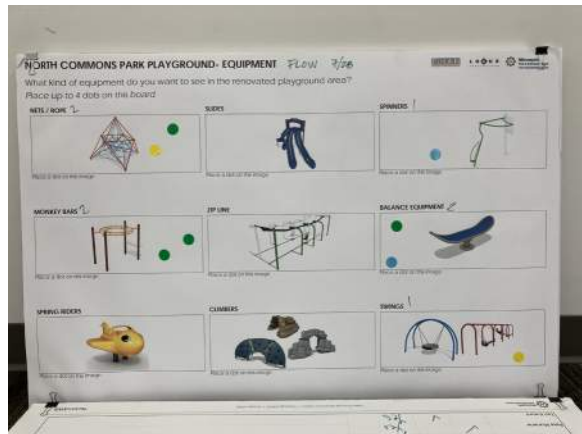 NORTH COMMONS PARK PLAYGROUND- EQUIPMENT FLOW 7/28
What kind of equipment do you want to see in the renovated playground area?
Place up to 4 dots on this board
NETS / ROPE 2
SLIDES
SPINNERS 1
Place a dot on the image
Place a dot on the image
Place a dot on the image
MONKEY BARS 2
ZIP LINE
BALANCE EQUIPMENT 2
Place a dot on the image
Place a dot on the image
Place a dot on the image
SPRING RIDERS
CLIMBERS
SWINGS 1
Place a dot on the image
Place a dot on the image
Place a dot on the image